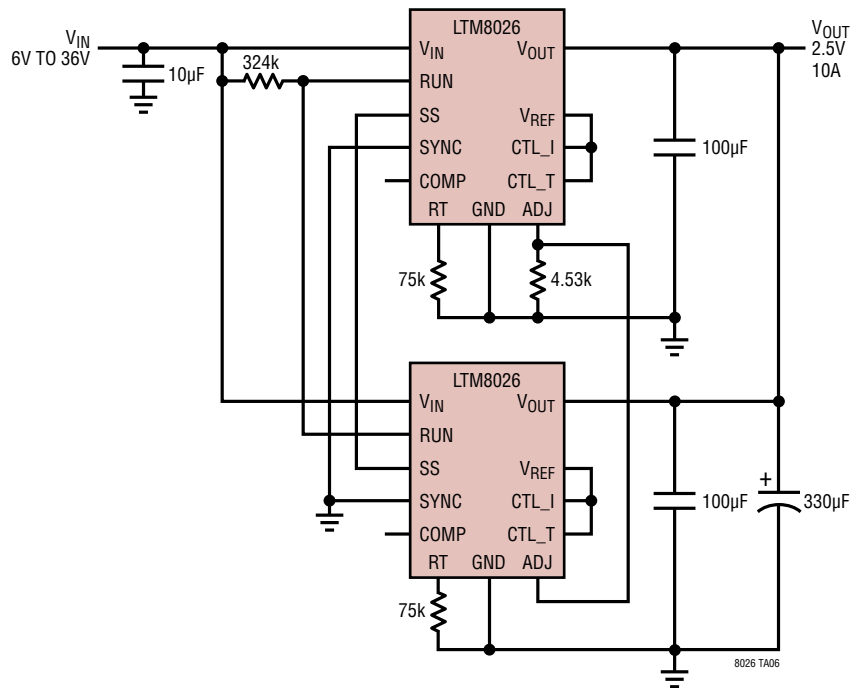 VIN
6V TO 36V
10µF
324k
LTM8026
VIN
RUN
SS
SYNC
COMP
RT
GND
ADJ
VOUT
VREF
CTL_I
CTL_T
VOUT
2.5V
10A
100µF
75k
4.53k
LTM8026
VIN
RUN
SS
SYNC
COMP
RT
GND
ADJ
VOUT
VREF
CTL_I
CTL_T
100µF
+
330µF
75k
8026 TA06